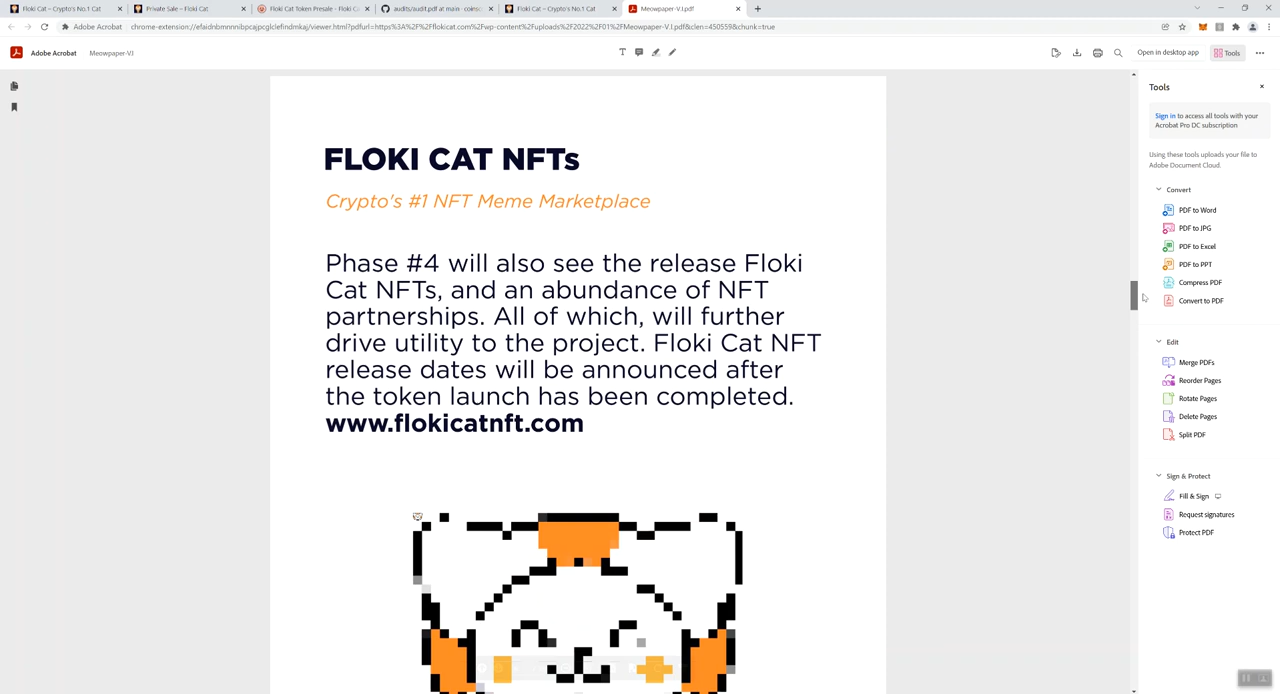 Floki Cat – Crypto's No.1 Cat
Private Sale – Floki Cat
Floki Cat Token Presale - Floki C
audits/audit.pdf at main · coinsc
Floki Cat – Crypto's No.1 Cat
Meowpaper-V.I.pdf
Adobe Acrobat
chrome-extension://efaidnbmnnnibpcajpcglclefindmkaj/viewer.html?pdfurl=https%3A%2F%2Fflokicat.com%2Fwp-content%2Fuploads%2F2022%2F01%2FMeowpaper-V.I.pdf&clen=450559&chunk=true
Adobe Acrobat
Meowpaper-V.I
Open in desktop app
Tools
FLOKI CAT NFTs
Crypto's #1 NFT Meme Marketplace
Phase #4 will also see the release Floki
Cat NFTs, and an abundance of NFT
partnerships. All of which, will further
drive utility to the project. Floki Cat NFT
release dates will be announced after
the token launch has been completed.
www.flokicatnft.com
Tools
Sign in to access all tools with your
Acrobat Pro DC subscription
Using these tools uploads your file to
Adobe Document Cloud.
Convert
PDF to Word
PDF to JPG
PDF to Excel
PDF to PPT
Compress PDF
Convert to PDF
Edit
Merge PDFs
Reorder Pages
Rotate Pages
Delete Pages
Split PDF
Sign & Protect
Fill & Sign
Request signatures
Protect PDF